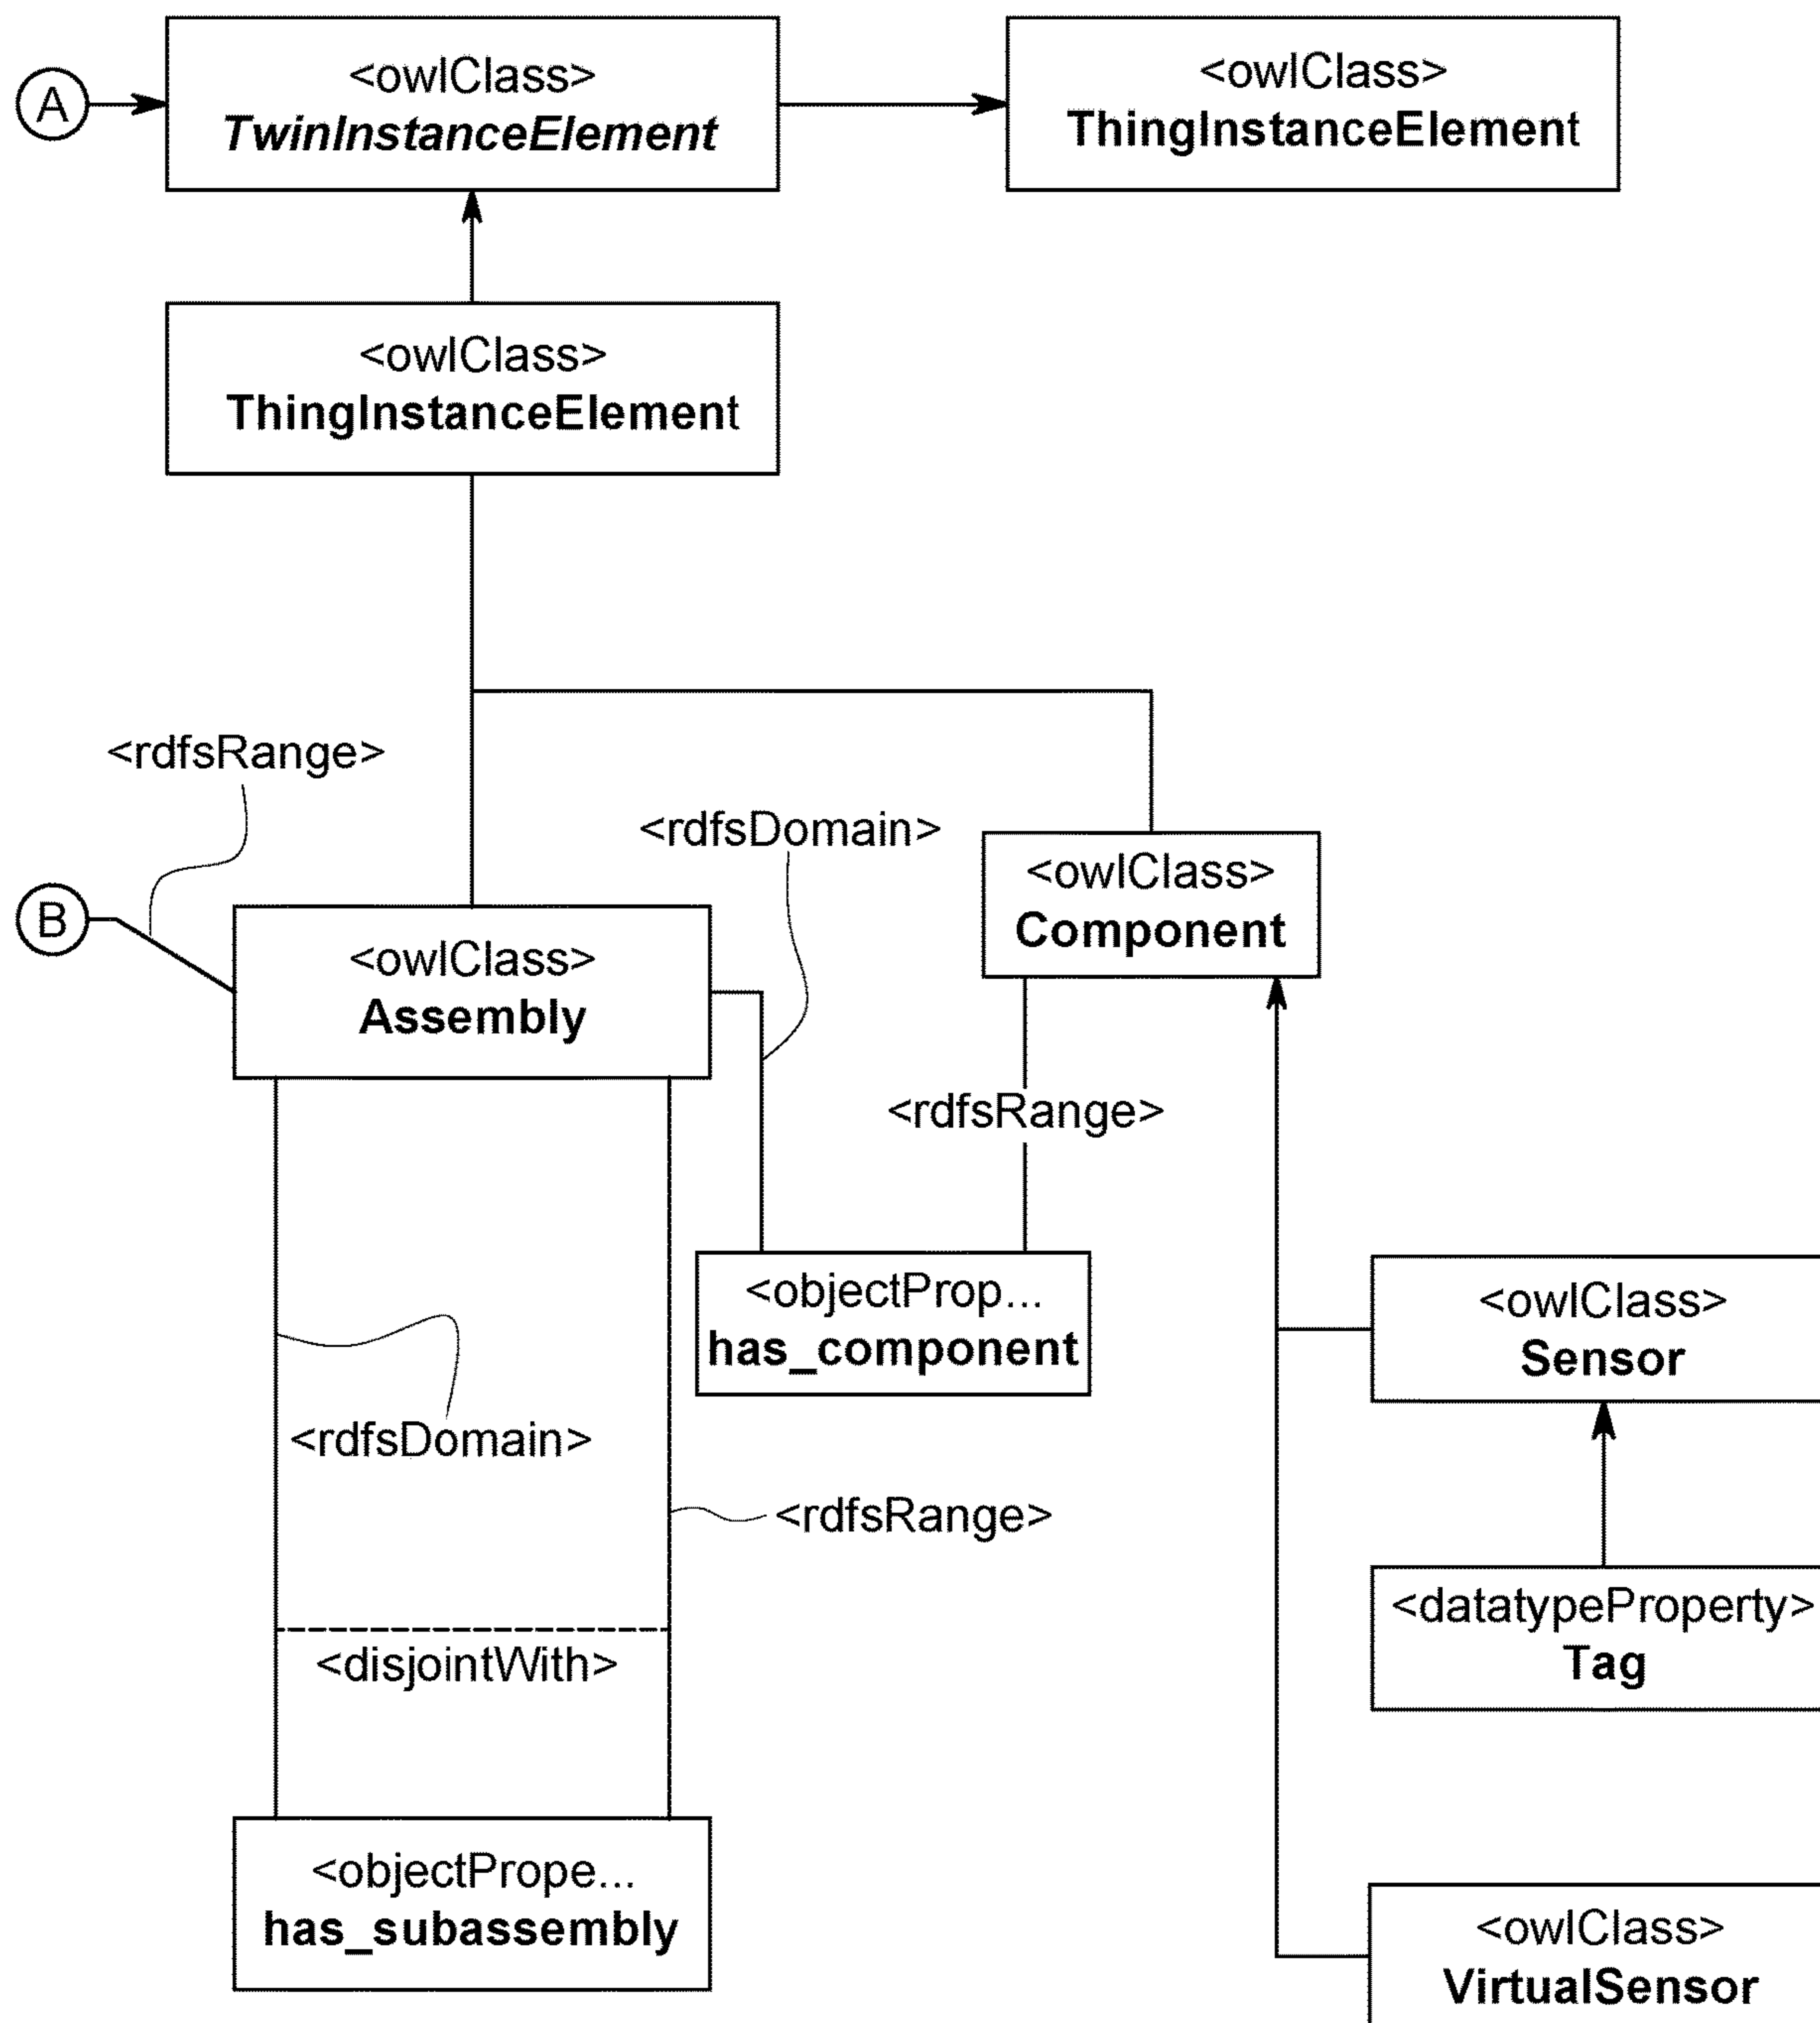 A
<owlClass>
TwinInstanceElement
<owlClass>
ThingInstanceElement
<owlClass>
ThingInstanceElement
<rdfsRange>
<rdfsDomain>
<owlClass>
Component
B
<owlClass>
Assembly
<rdfsRange>
<objectProp...
has_component
<owlClass>
Sensor
<rdfsDomain>
<rdfsRange>
<datatypeProperty>
Tag
<disjointWith>
<objectPrope...
has_subassembly
<owlClass>
VirtualSensor